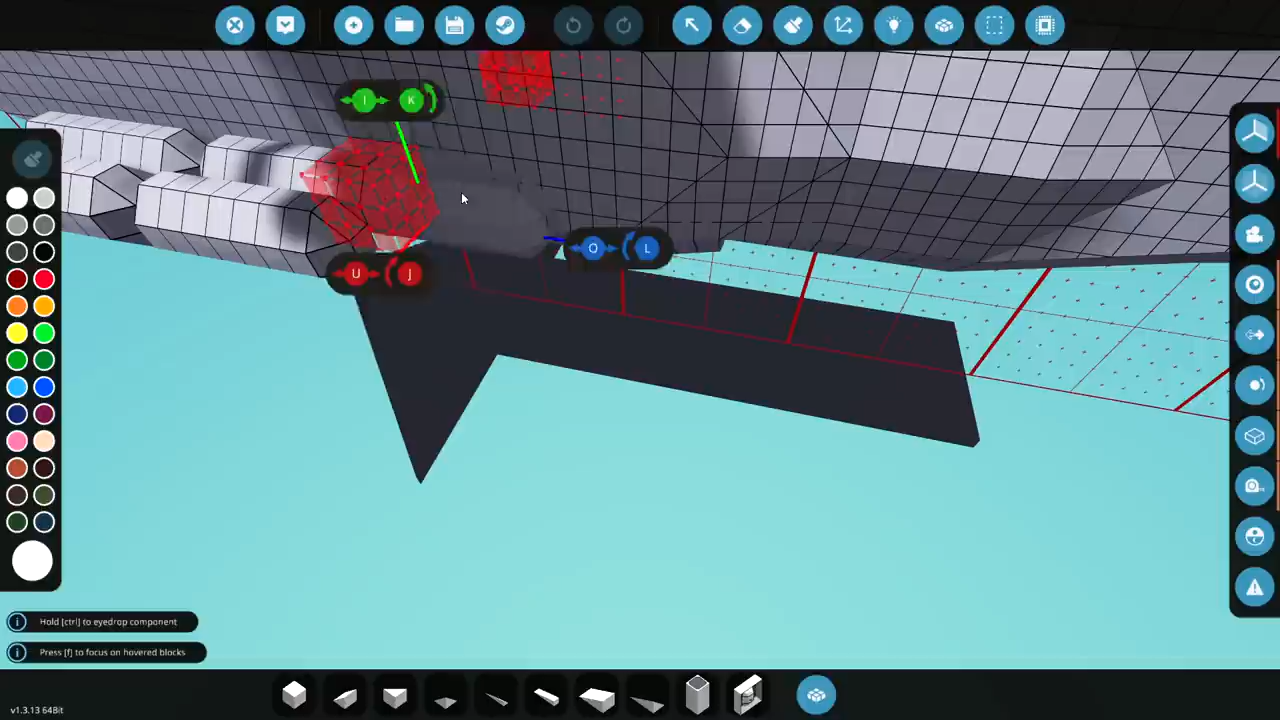 I K
O L
U J
Hold [ctrl] to eyedrop component
Press [f] to focus on hovered blocks
v1.3.13 64Bit